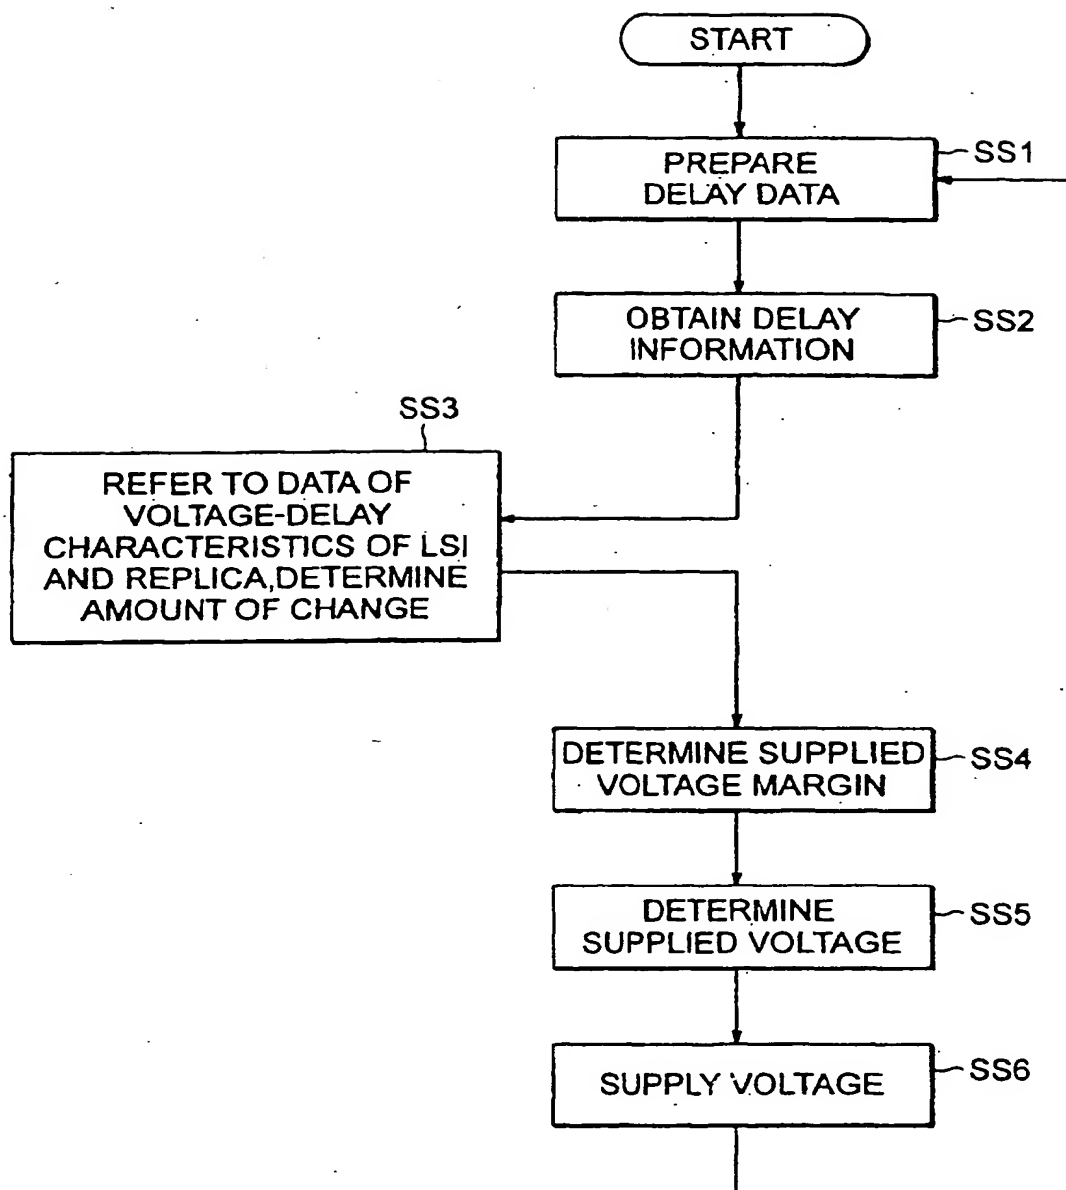 START
PREPARE
DELAY DATA
SS1
OBTAIN DELAY
INFORMATION
SS2
SS3
REFER TO DATA OF
VOLTAGE-DELAY
CHARACTERISTICS OF LSI
AND REPLICA,DETERMINE
AMOUNT OF CHANGE
DETERMINE SUPPLIED
VOLTAGE MARGIN
SS4
DETERMINE
SUPPLIED VOLTAGE
SS5
SUPPLY VOLTAGE
SS6